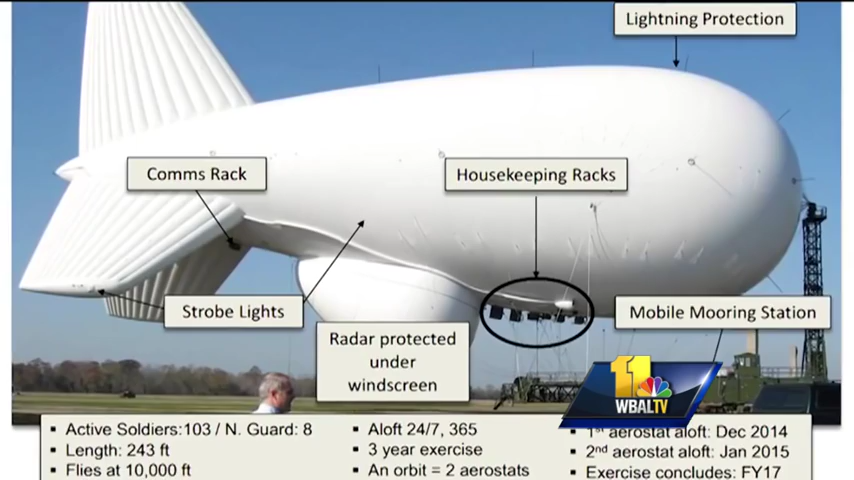 Lightning Protection
Comms Rack
Housekeeping Racks
Strobe Lights
Mobile Mooring Station
Radar protected
under
windscreen
11
WBALTV
▪ Active Soldiers:103 / N. Guard: 8
▪ Length: 243 ft
▪ Flies at 10,000 ft
▪ Aloft 24/7, 365
▪ 3 year exercise
▪ An orbit = 2 aerostats
▪ 1st aerostat aloft: Dec 2014
▪ 2nd aerostat aloft: Jan 2015
▪ Exercise concludes: FY17